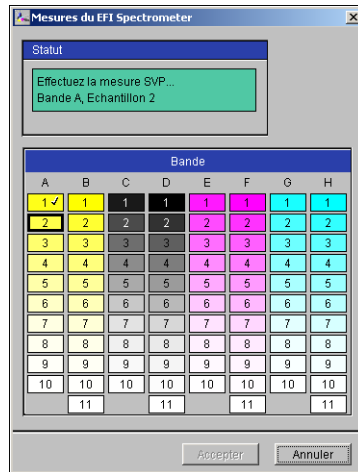 Mesures du EFI Spectrometer
Statut
Effectuez la mesure SVP...
Bande A, Echantillon 2
Bande
A B C D E F G H
1 ✓ 1 1 1 1 1 1 1
2 2 2 2 2 2 2 2
3 3 3 3 3 3 3 3
4 4 4 4 4 4 4 4
5 5 5 5 5 5 5 5
6 6 6 6 6 6 6 6
7 7 7 7 7 7 7 7
8 8 8 8 8 8 8 8
9 9 9 9 9 9 9 9
10 10 10 10 10 10 10 10
11 11 11 11
Accepter Annuler